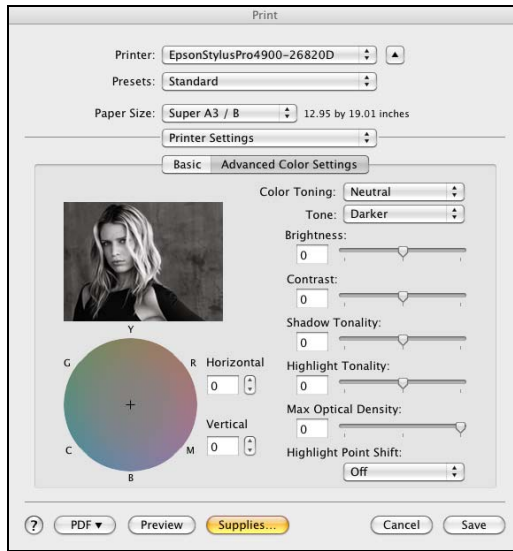 Print
Printer: EpsonStylusPro4900-26820D
Presets: Standard
Paper Size: Super A3 / B 12.95 by 19.01 inches
Printer Settings
Basic Advanced Color Settings
Color Toning: Neutral
Tone: Darker
Brightness:
0
Contrast:
0
Shadow Tonality:
0
Highlight Tonality:
0
Max Optical Density:
0
Highlight Point Shift:
Off
Y
G R
C M
B
Horizontal
0
Vertical
0
? PDF▼ Preview Supplies... Cancel Save